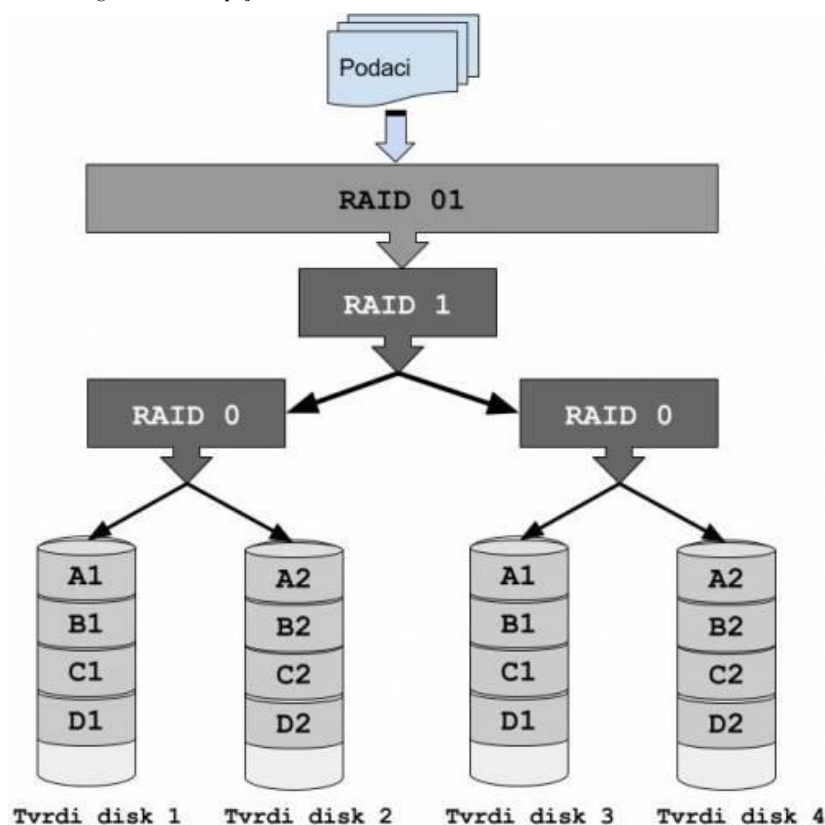 Podaci
RAID 01
RAID 1
RAID 0
RAID 0
A1
B1
C1
D1
A2
B2
C2
D2
A1
B1
C1
D1
A2
B2
C2
D2
Tvrdi disk 1
Tvrdi disk 2
Tvrdi disk 3
Tvrdi disk 4